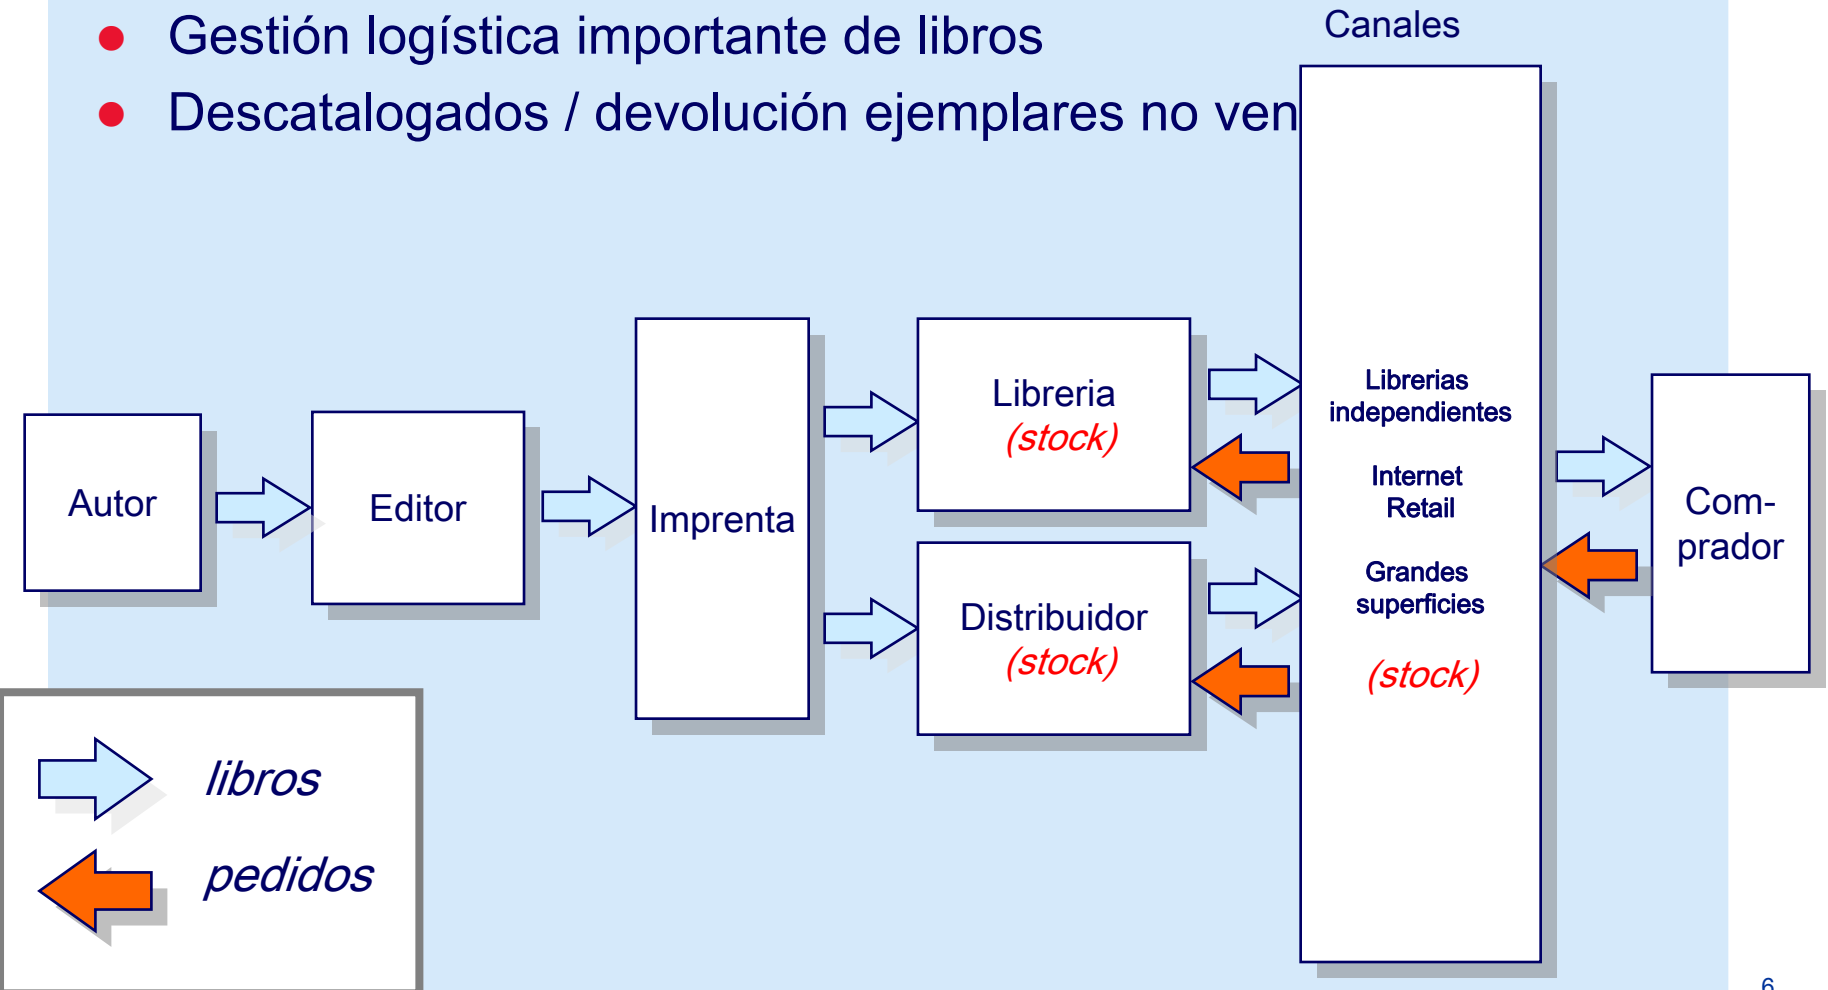 Gestión logística importante de libros
Descatalogados / devolución ejemplares no ven
Canales
Autor
Editor
Imprenta
Libreria
(stock)
Distribuidor
(stock)
Librerias
independientes
Internet
Retail
Grandes
superficies
(stock)
Com-
prador
libros
pedidos
6